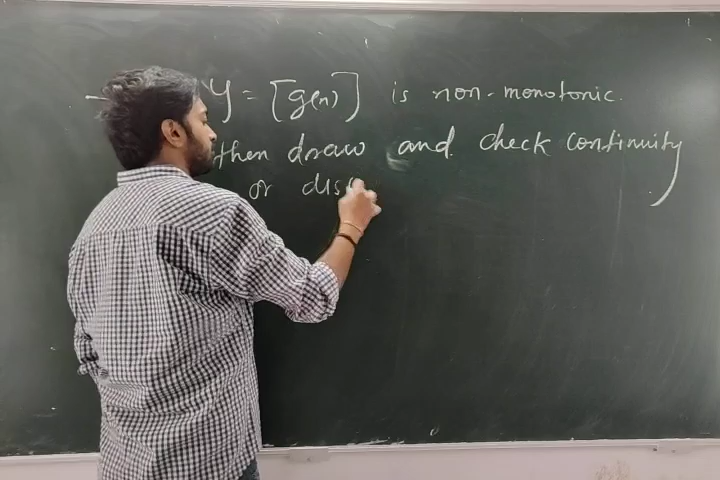 y = [g(x)] is non-monotonic.
then draw and check continuity
or dis